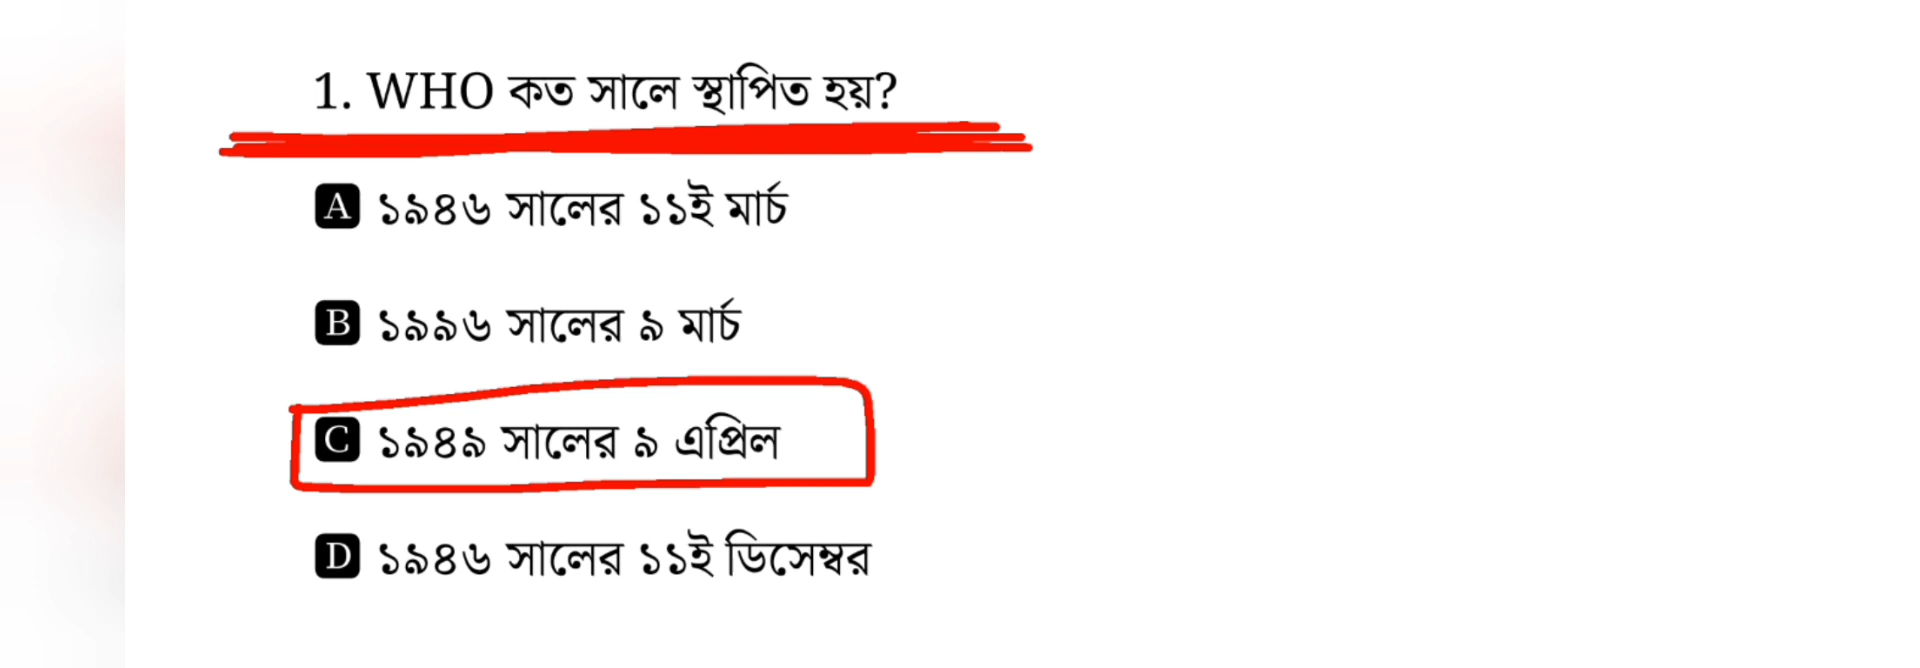 1. WHO কত সালে স্থাপিত হয়?
A ১৯৪৬ সালের ১১ই মার্চ
B ১৯৯৬ সালের ৯ মার্চ
C ১৯৪৯ সালের ৯ এপ্রিল
D ১৯৪৬ সালের ১১ই ডিসেম্বর